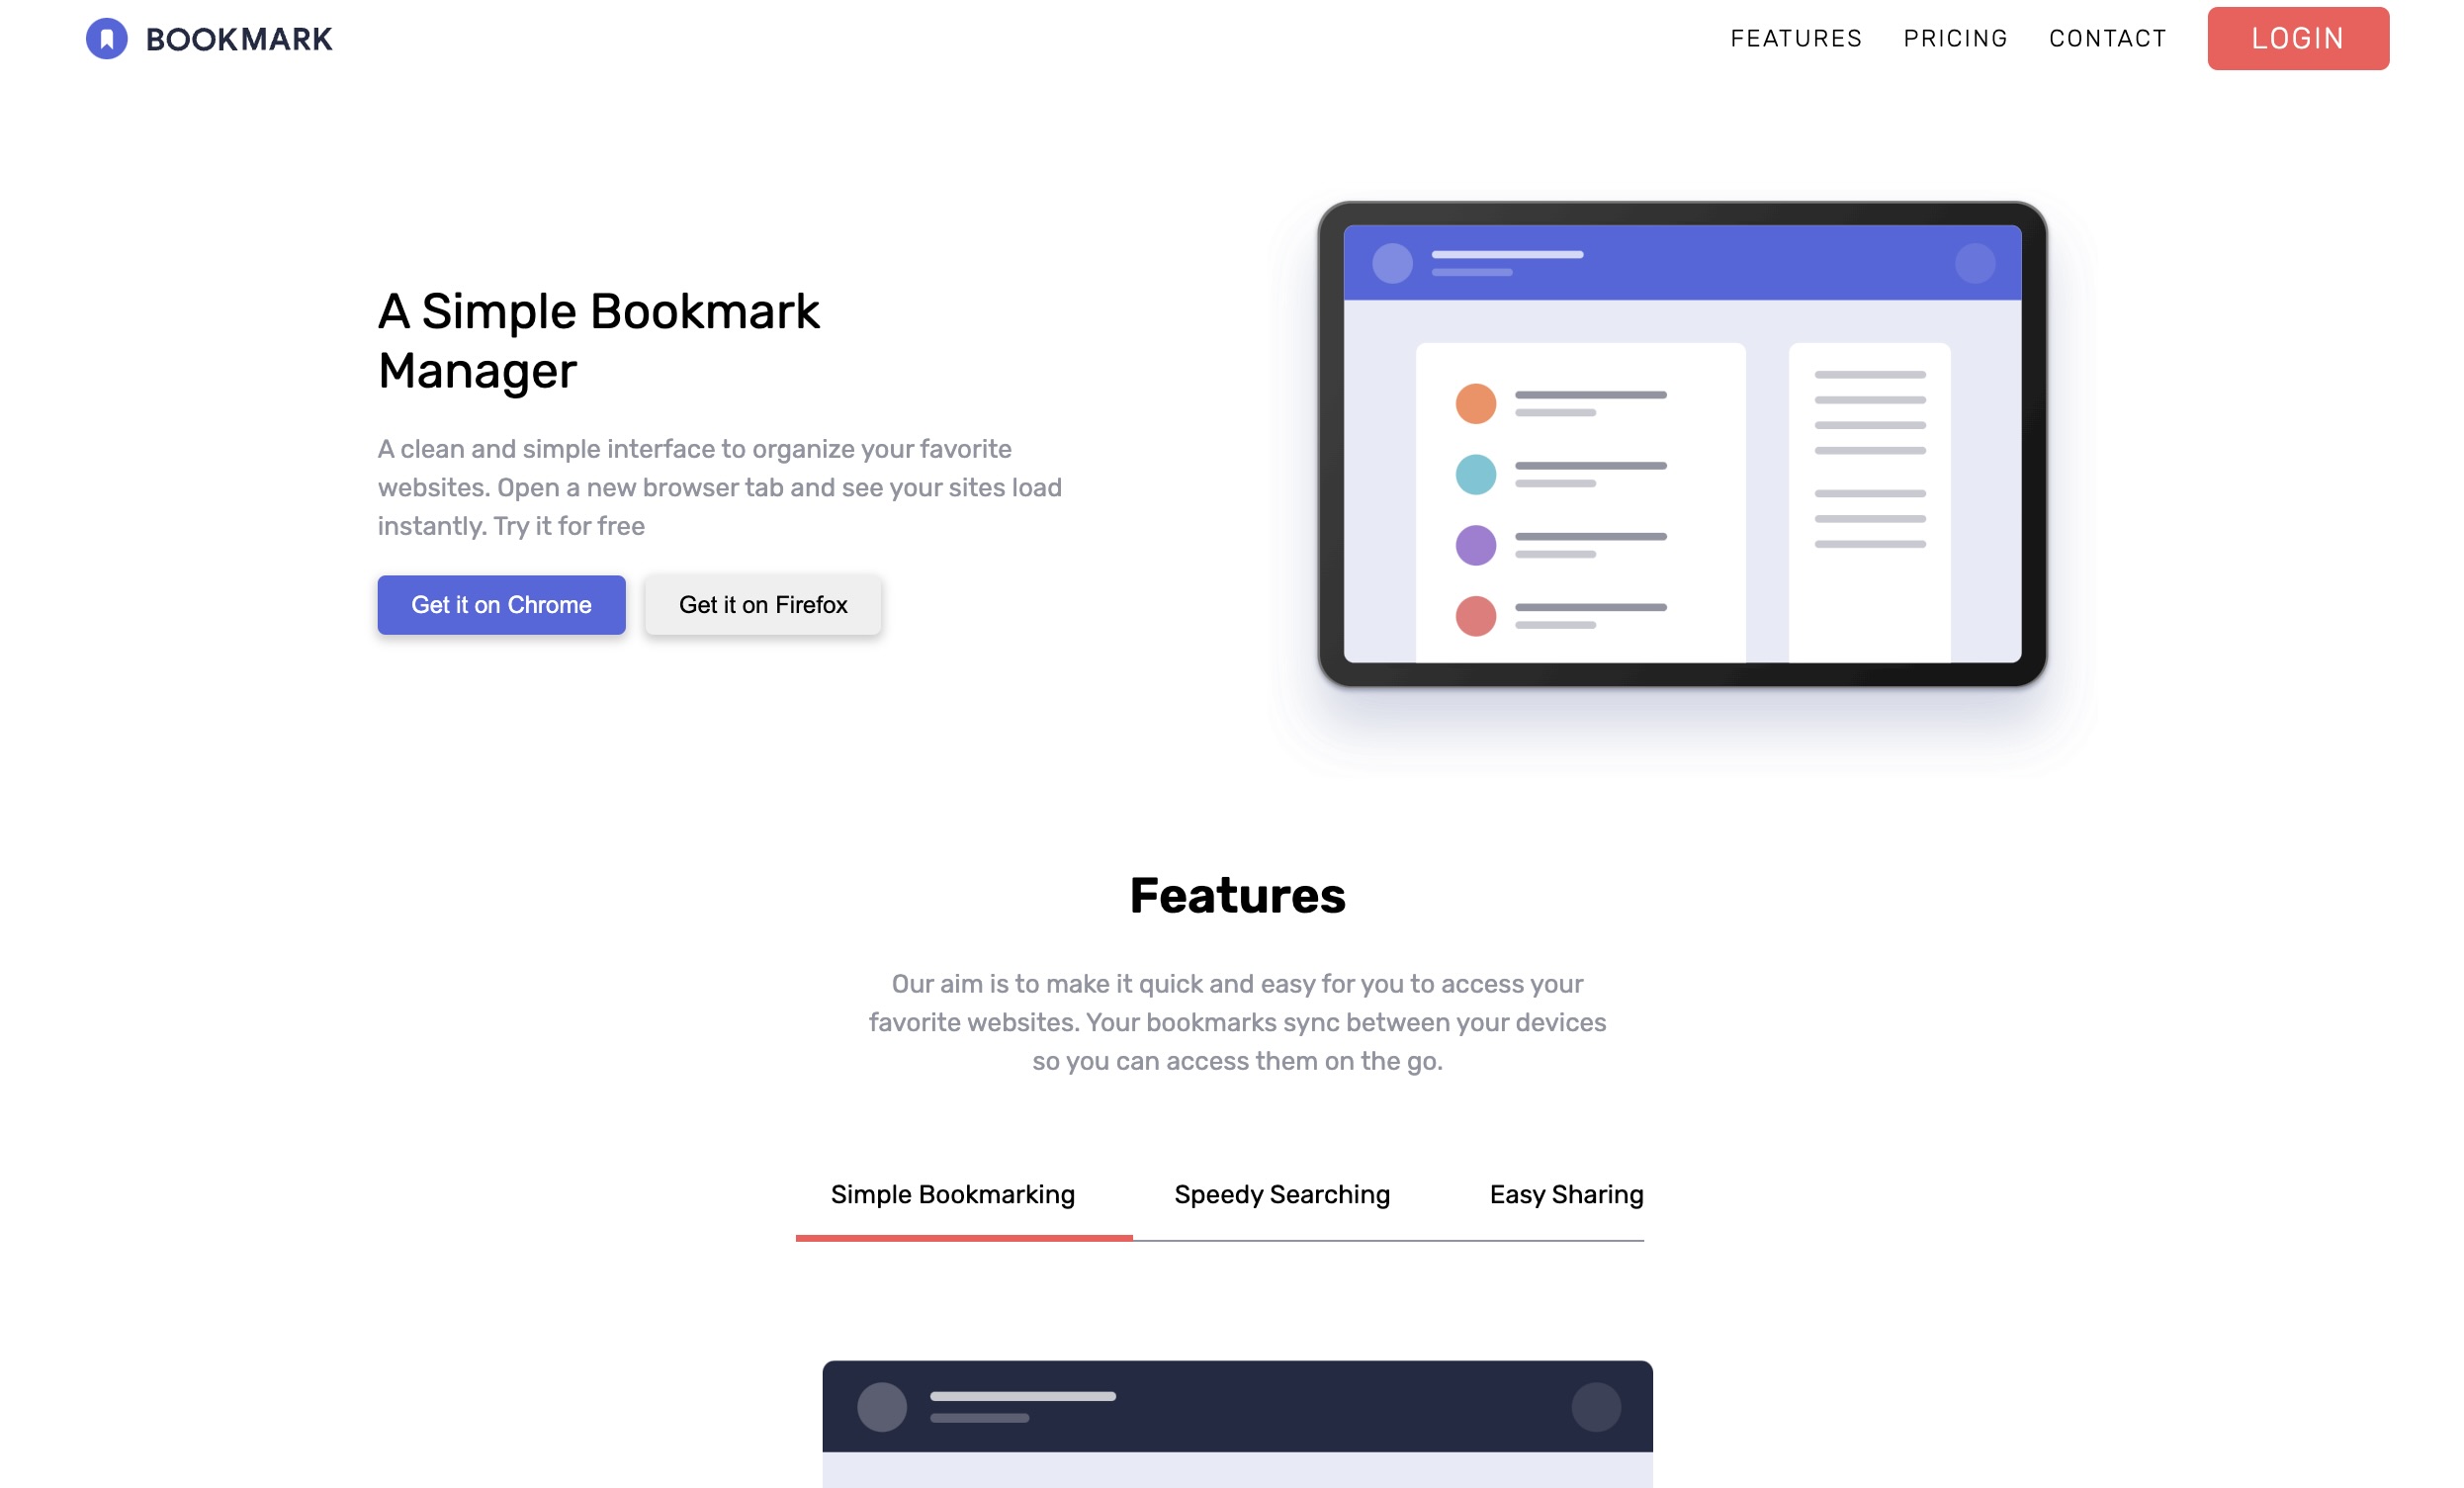 BOOKMARK
FEATURES
PRICING
CONTACT
LOGIN
A Simple Bookmark
Manager
A clean and simple interface to organize your favorite
websites. Open a new browser tab and see your sites load
instantly. Try it for free
Get it on Chrome
Get it on Firefox
Features
Our aim is to make it quick and easy for you to access your
favorite websites. Your bookmarks sync between your devices
so you can access them on the go.
Simple Bookmarking
Speedy Searching
Easy Sharing